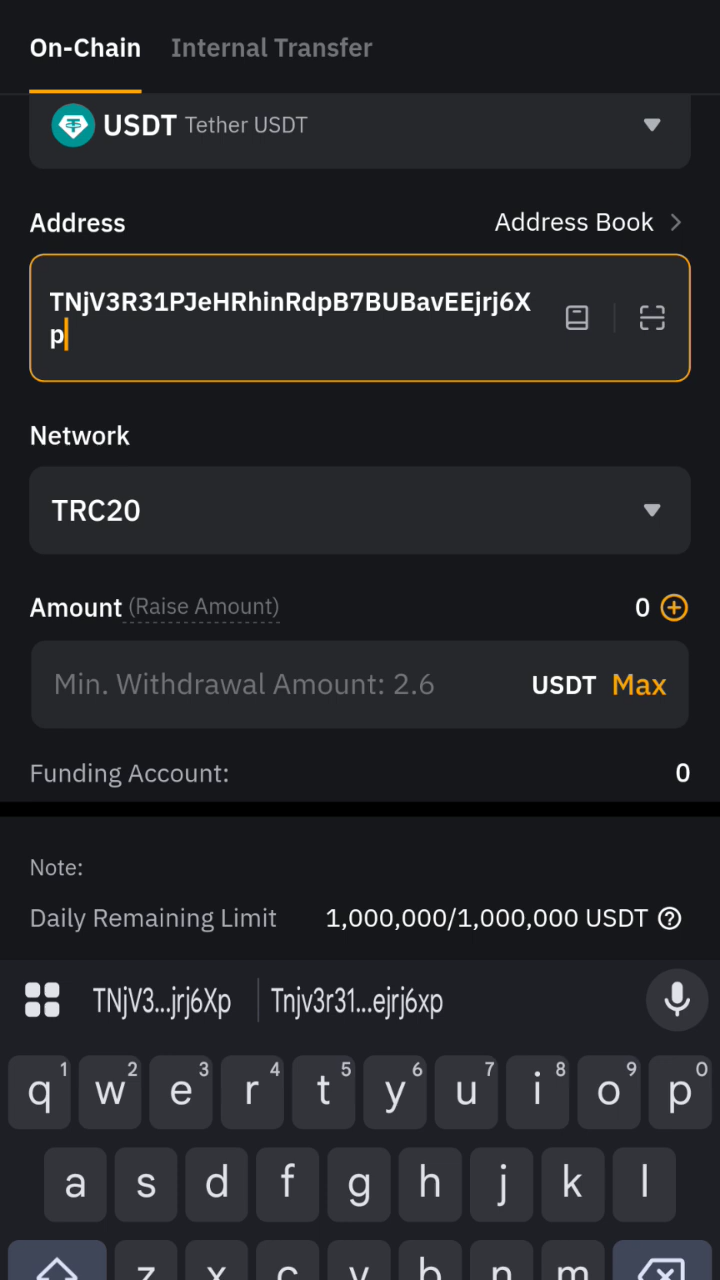 On-Chain Internal Transfer
USDT Tether USDT
Address Address Book
TNjV3R31PJeHRhinRdpB7BUBavEEjrj6X
p
Network
TRC20
Amount (Raise Amount) 0
Min. Withdrawal Amount: 2.6 USDT Max
Funding Account: 0
Note:
Daily Remaining Limit 1,000,000/1,000,000 USDT
TNjV3...jrj6Xp Tnjv3r31...ejrj6xp
q 1 w 2 e 3 r 4 t 5 y 6 u 7 i 8 o 9 p 0
a s d f g h j k l
z x c v b n m